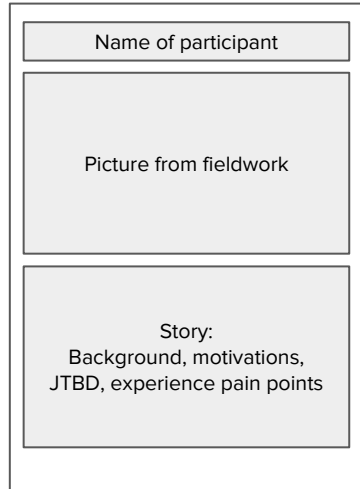 Name of participant
Picture from fieldwork
Story:
Background, motivations,
JTBD, experience pain points